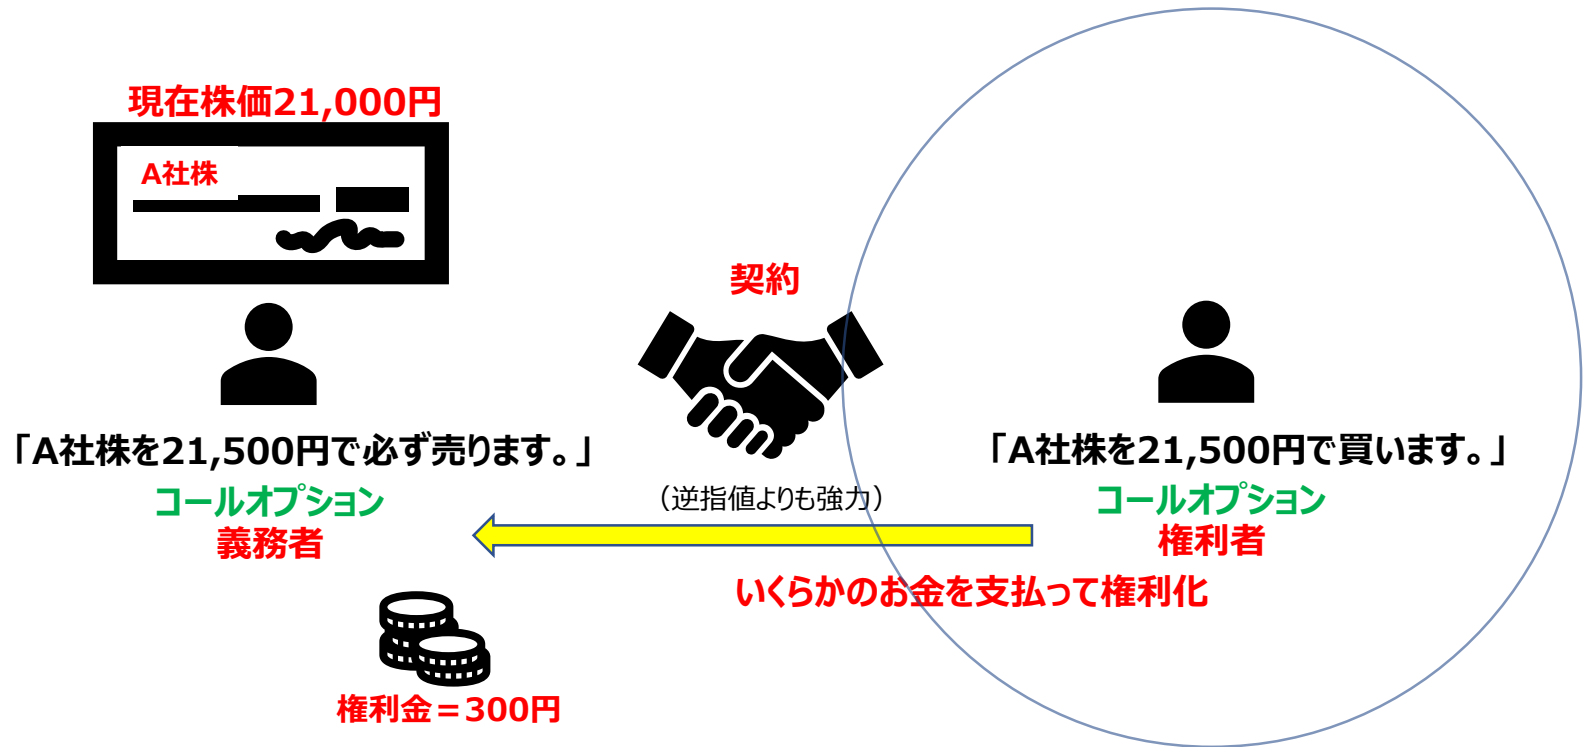 現在株価21,000円
A社株
契約
「A社株を21,500円で必ず売ります。」
コールオプション
義務者
（逆指値よりも強力）
「A社株を21,500円で買います。」
コールオプション
権利者
いくらかのお金を支払って権利化
権利金＝300円